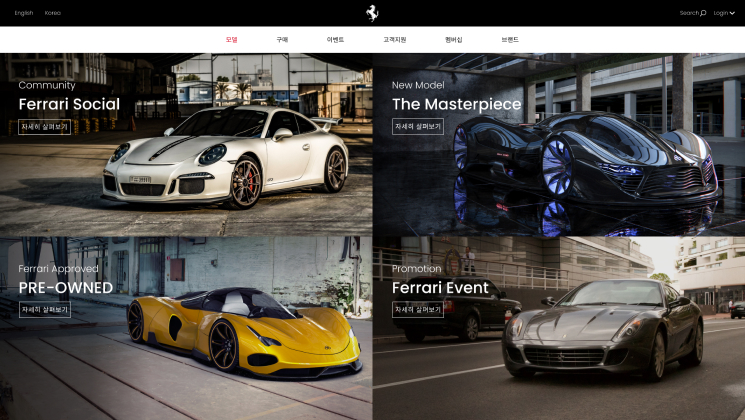 English Korea
Search Login
모델 구매 이벤트 고객지원 멤버십 브랜드
Community
Ferrari Social
자세히 살펴보기
New Model
The Masterpiece
자세히 살펴보기
Ferrari Approved
PRE-OWNED
자세히 살펴보기
Promotion
Ferrari Event
자세히 살펴보기